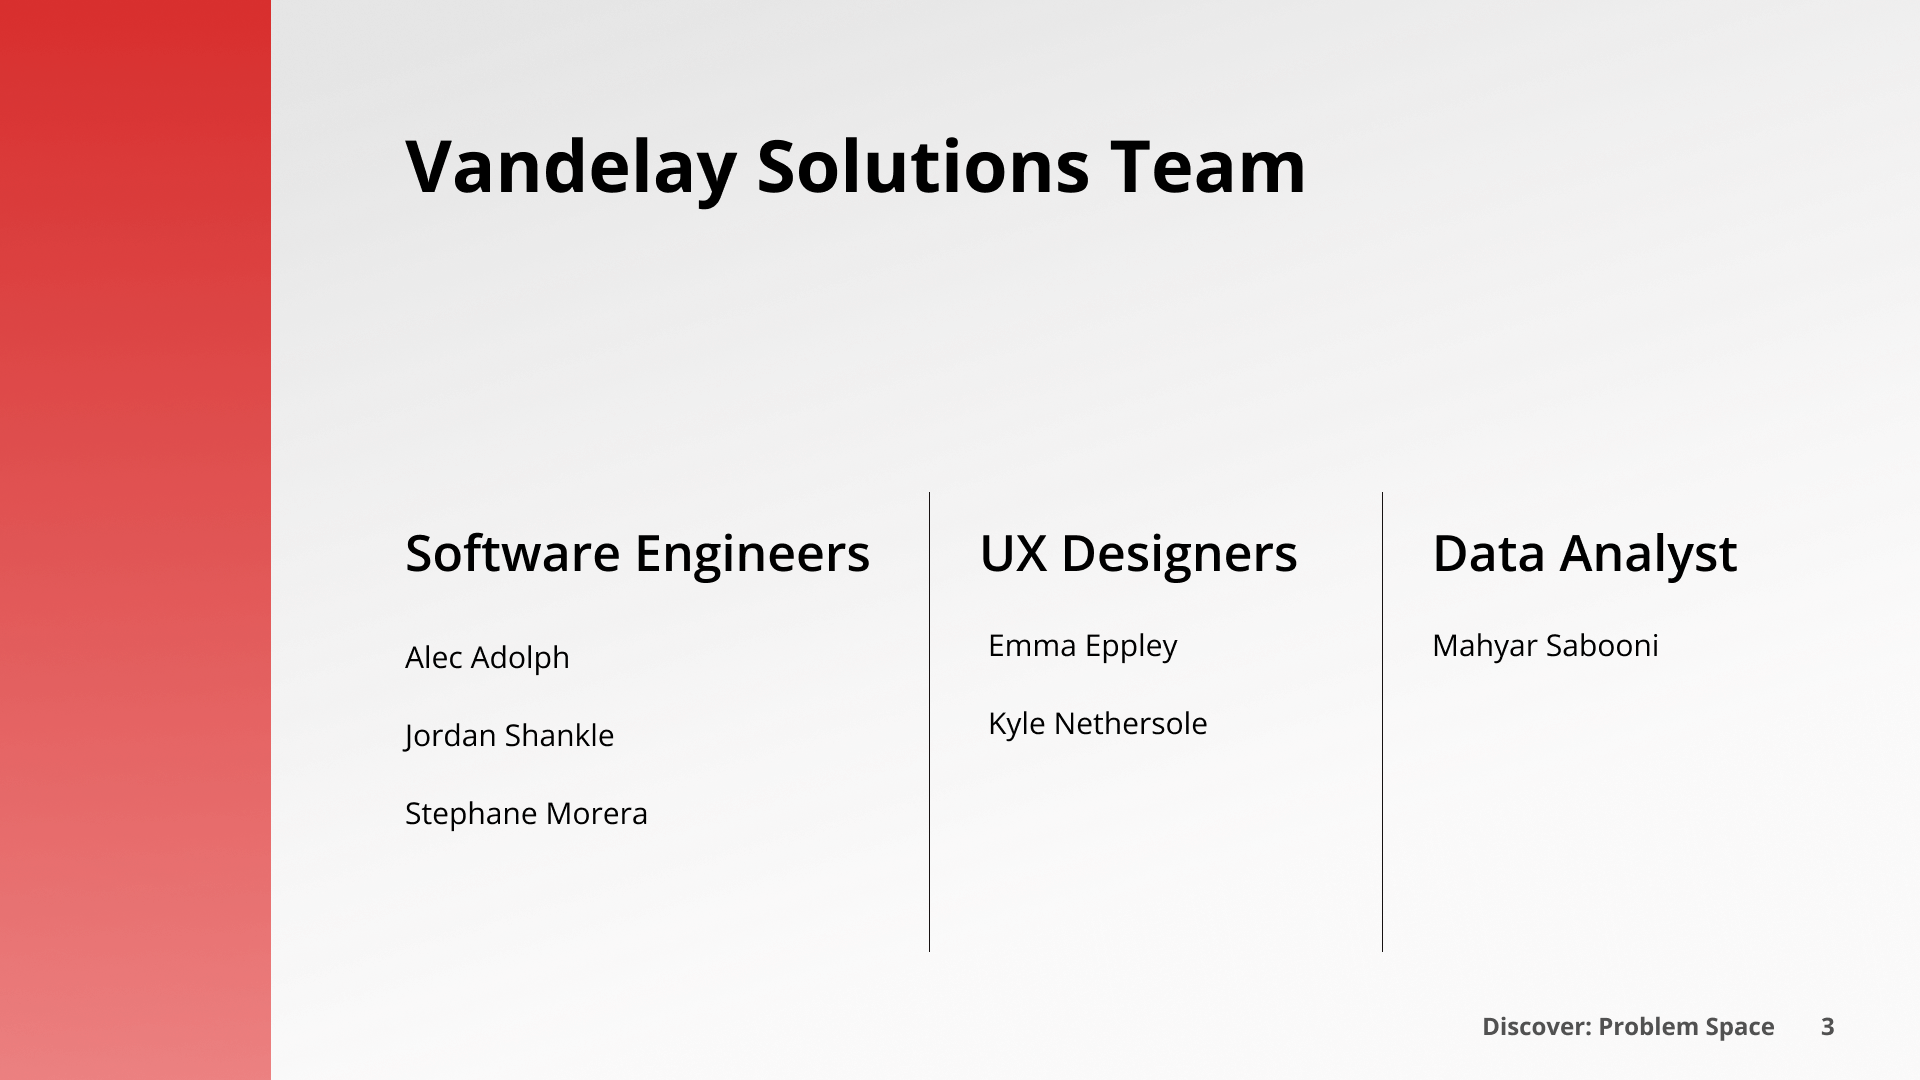 Vandelay Solutions Team
Software Engineers
Alec Adolph
Jordan Shankle
Stephane Morera
UX Designers
Emma Eppley
Kyle Nethersole
Data Analyst
Mahyar Sabooni
Discover: Problem Space 3